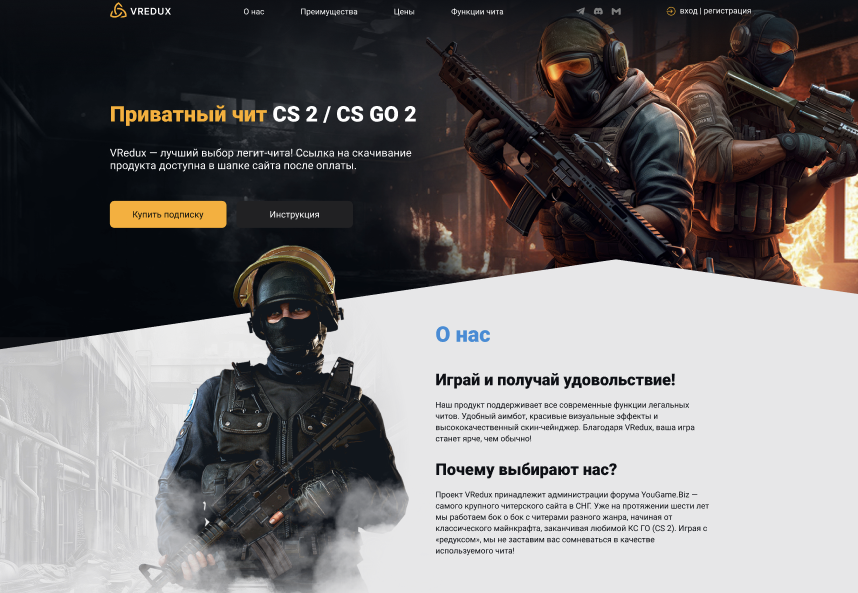 VREDUX
О нас
Преимущества
Цены
Функции чита
вход | регистрация
Приватный чит CS 2 / CS GO 2
VRedux — лучший выбор легит-чита! Ссылка на скачивание
продукта доступна в шапке сайта после оплаты.
Купить подписку
Инструкция
О нас
Играй и получай удовольствие!
Наш продукт поддерживает все современные функции легальных
читов. Удобный аимбот, красивые визуальные эффекты и
высококачественный скин-чейнджер. Благодаря VRedux, ваша игра
станет ярче, чем обычно!
Почему выбирают нас?
Проект VRedux принадлежит администрации форума YouGame.Biz —
самого крупного читерского сайта в СНГ. Уже на протяжении шести лет
мы работаем бок о бок с читерами разного жанра, начиная от
классического майнкрафта, заканчивая любимой КС ГО (CS 2). Играя с
«редуксом», мы не заставим вас сомневаться в качестве
используемого чита!